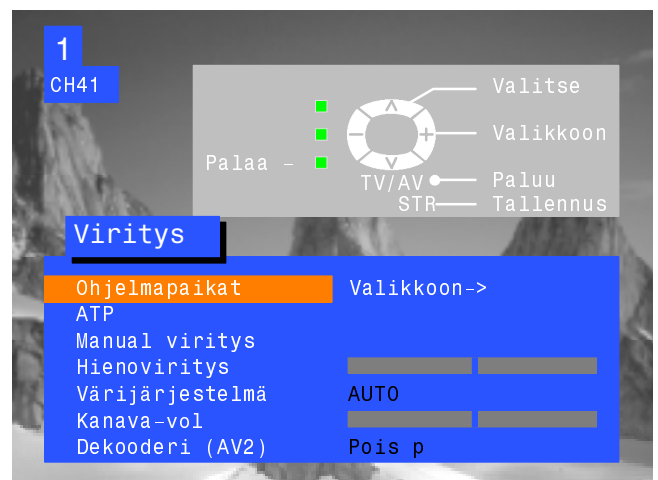 1
CH41
Valitse
Valikkoon
Palaa –
TV/AV Paluu
STR Tallennus
Viritys
Ohjelmapaikat Valikkoon->
ATP
Manual viritys
Hienoviritys
Värijärjestelmä AUTO
Kanava-vol
Dekooderi (AV2) Pois p